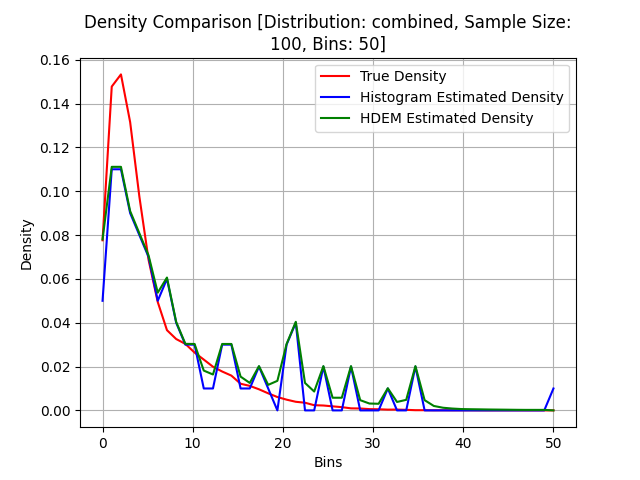 Density Comparison [Distribution: combined, Sample Size:
100, Bins: 50]
True Density
Histogram Estimated Density
HDEM Estimated Density
Density
0.16
0.14
0.12
0.10
0.08
0.06
0.04
0.02
0.00
0
10
20
30
40
50
Bins